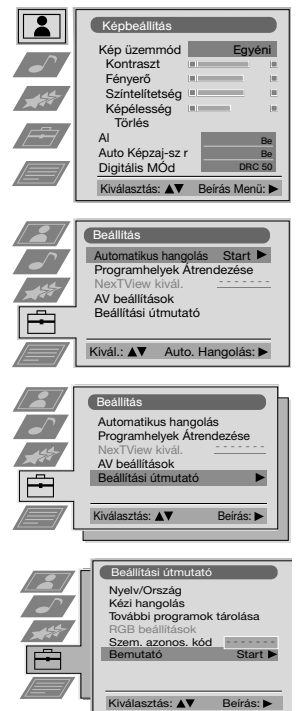 Képbeállítás
Kép üzemmód Egyéni
Kontraszt
Fényerő
Színtelítetség
Képélesség
Törlés
AI Be
Auto Képzaj-sz r Be
Digitális MÓd DRC 50
Kiválasztás: ▲▼ Beírás Menü: ▶
Beállítás
Automatikus hangolás Start ▶
Programhelyek Átrendezése
NexTView kivál. - - - - - - -
AV beállítások
Beállítási útmutató
Kivál.: ▲▼ Auto. Hangolás: ▶
Beállítás
Automatikus hangolás
Programhelyek Átrendezése
NexTView kivál. - - - - - - -
AV beállítások
Beállítási útmutató ▶
Kiválasztás: ▲▼ Beírás: ▶
Beállítási útmutató
Nyelv/Ország
Kézi hangolás
További programok tárolása
RGB beállítások
Szem. azonos. kód - - - - - - -
Bemutató Start ▶
Kiválasztás: ▲▼ Beírás: ▶